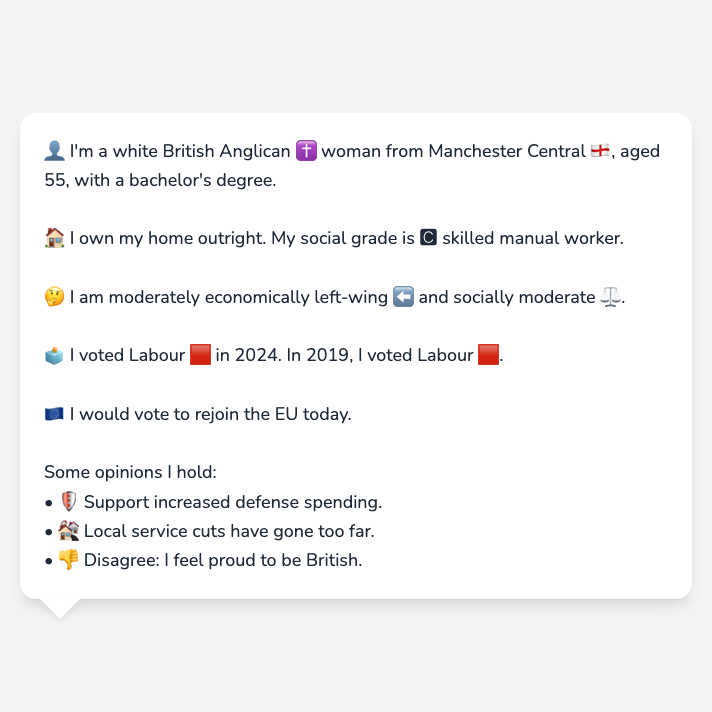 👤 I'm a white British Anglican ✝️ woman from Manchester Central 🏴󠁧󠁢󠁥󠁮󠁧󠁿, aged
55, with a bachelor's degree.
🏠 I own my home outright. My social grade is 🅲 skilled manual worker.
🤔 I am moderately economically left-wing ⬅️ and socially moderate ⚖️.
🗳️ I voted Labour 🟥 in 2024. In 2019, I voted Labour 🟥.
🇪🇺 I would vote to rejoin the EU today.
Some opinions I hold:
• 🛡️ Support increased defense spending.
• 🏚️ Local service cuts have gone too far.
• 👎 Disagree: I feel proud to be British.